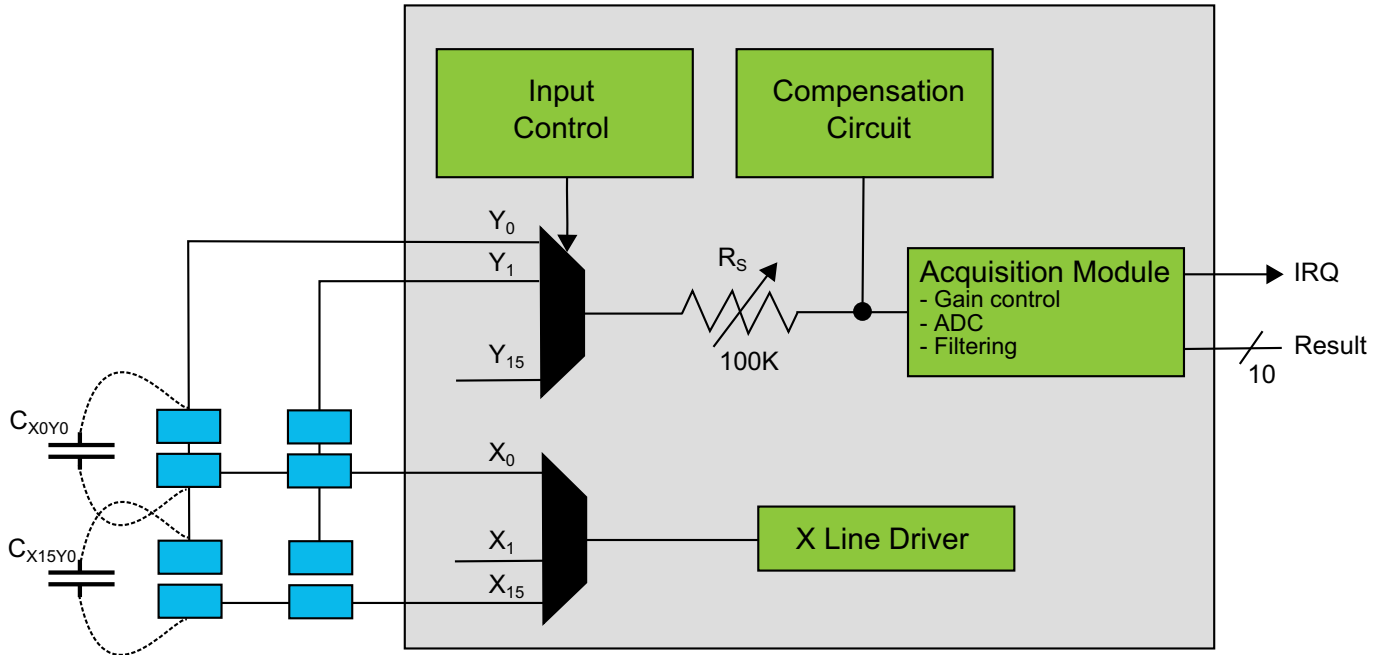 Input
Control
Compensation
Circuit
Y0
Y1
Y15
RS
100K
Acquisition Module
- Gain control
- ADC
- Filtering
IRQ
Result
10
CX0Y0
CX15Y0
X0
X1
X15
X Line Driver